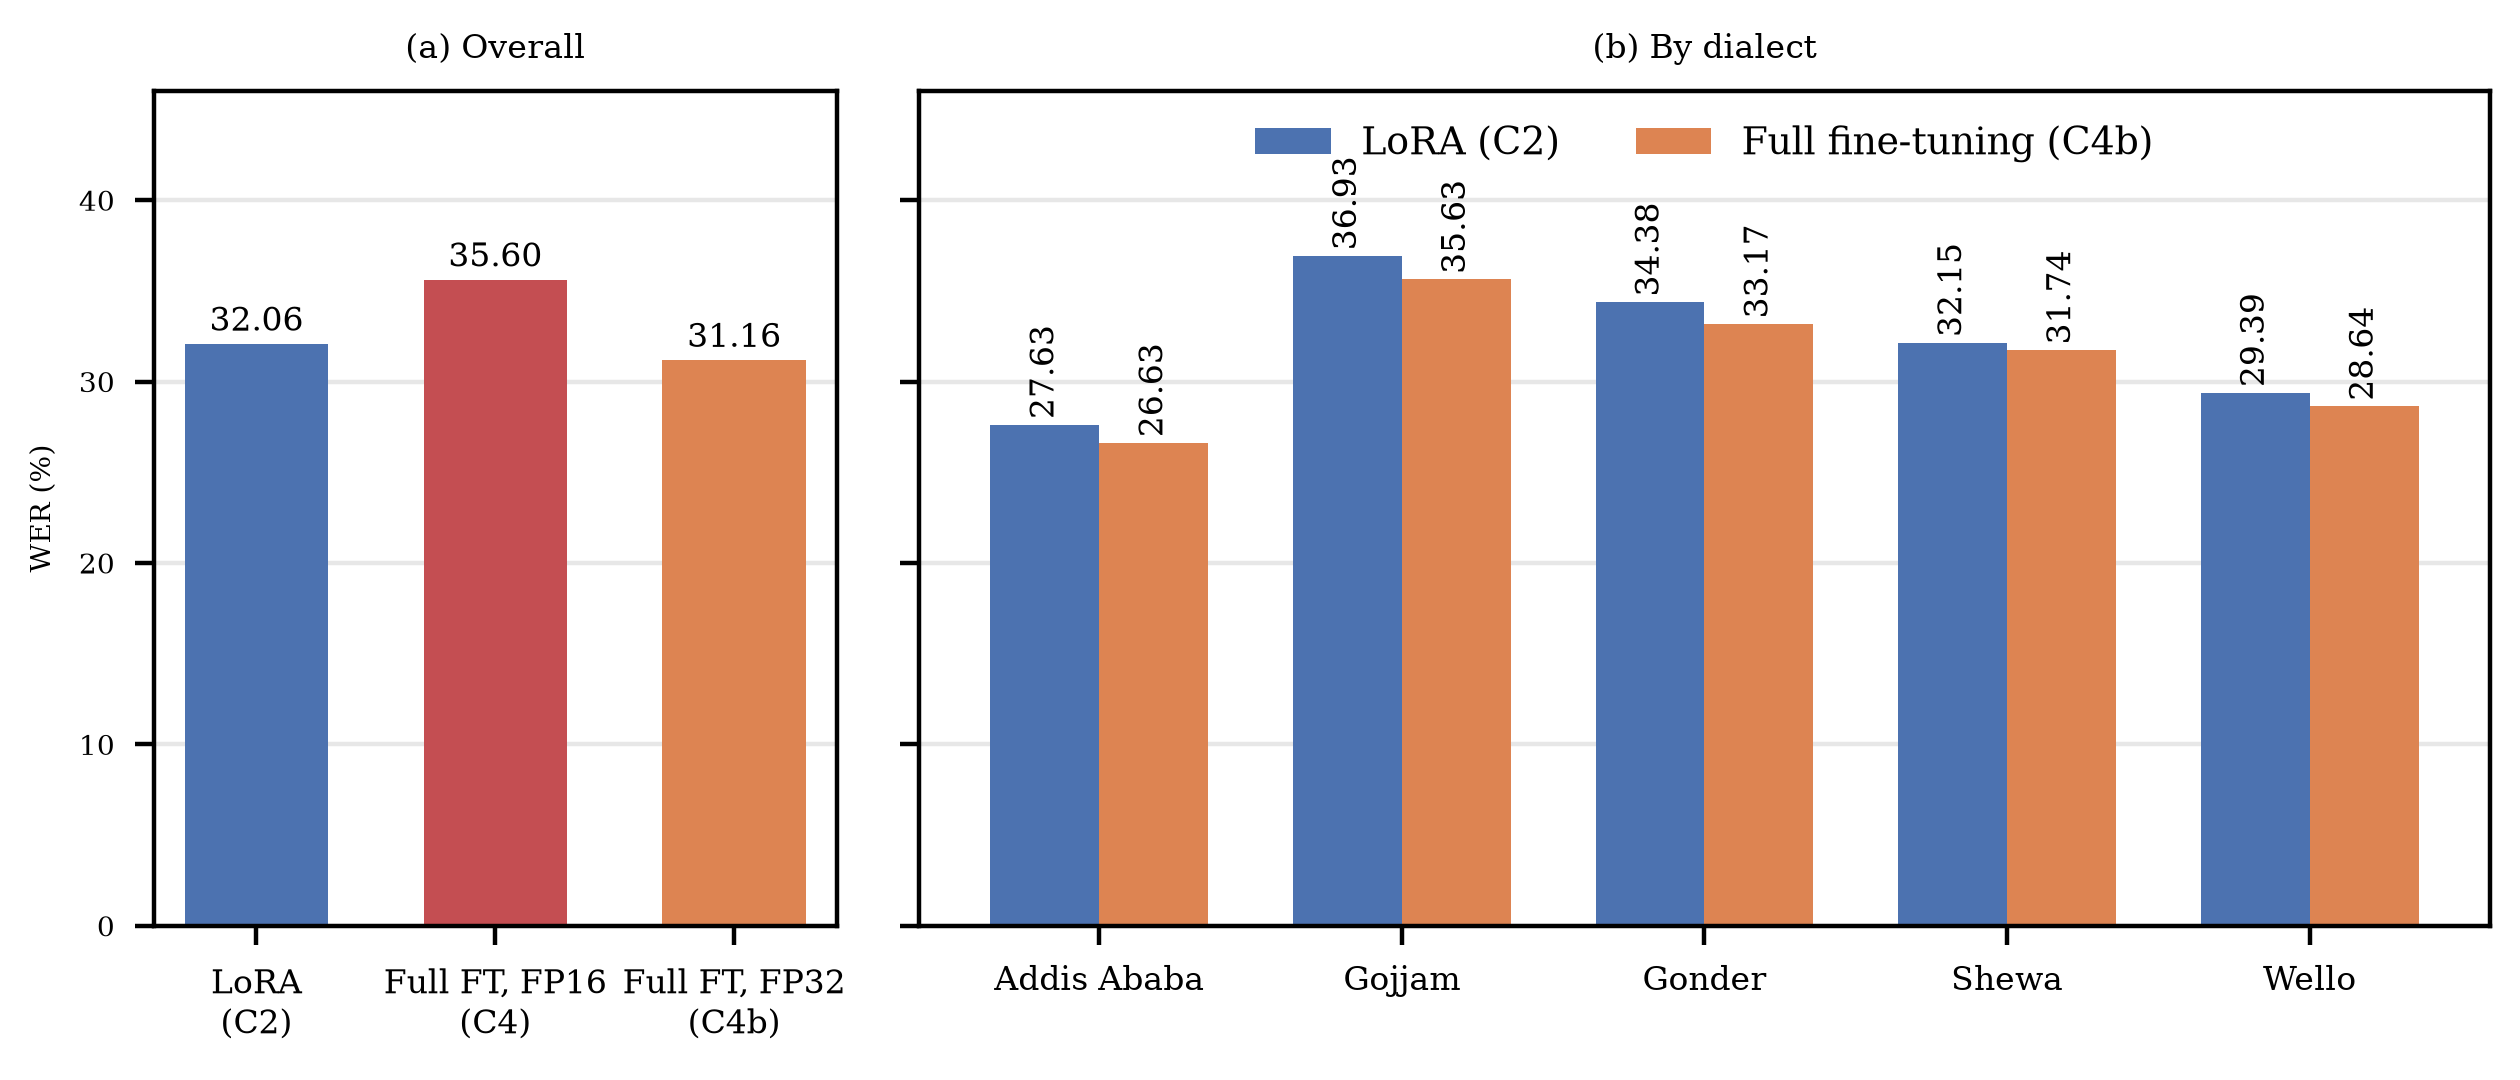 (a) Overall
WER (%)
40
30
20
10
0
32.06
35.60
31.16
LoRA
(C2)
Full FT, FP16
(C4)
Full FT, FP32
(C4b)
(b) By dialect
LoRA (C2)
Full fine-tuning (C4b)
27.63
26.63
36.93
35.63
34.38
33.17
32.15
31.74
29.39
28.64
Addis Ababa
Gojjam
Gonder
Shewa
Wello